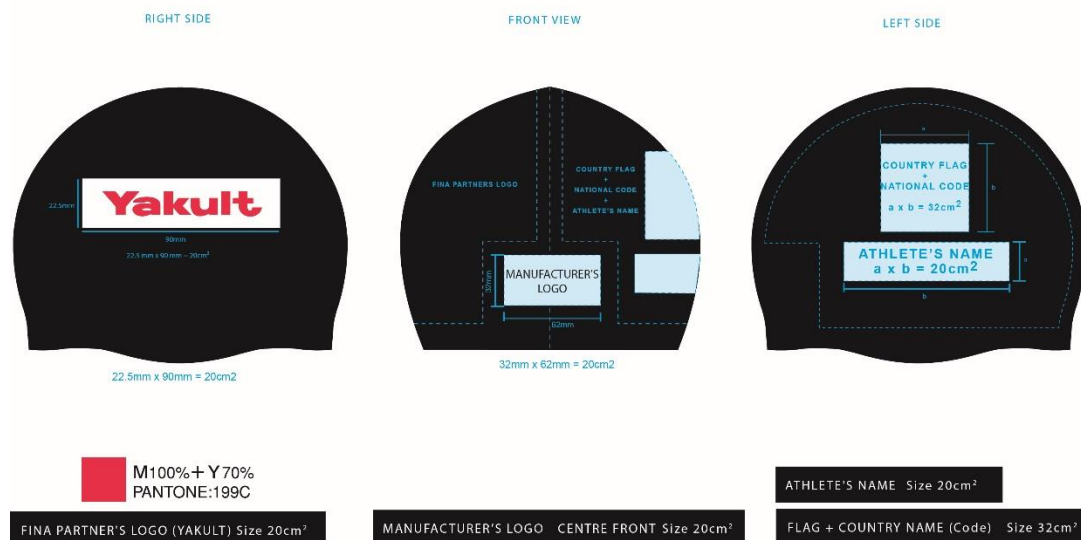 RIGHT SIDE
FRONT VIEW
LEFT SIDE
22.5mm
Yakult
90mm
22.5 mm x 90 mm – 20cm²
22.5mm x 90mm = 20cm2
FINA PARTNERS LOGO
COUNTRY FLAG
+
NATIONAL CODE
+
ATHLETE'S NAME
32mm
MANUFACTURER'S
LOGO
62mm
32mm x 62mm = 20cm2
a
COUNTRY FLAG
+
NATIONAL CODE
a x b = 32cm²
b
ATHLETE'S NAME
a x b = 20cm²
a
b
M100%+Y70%
PANTONE:199C
FINA PARTNER'S LOGO (YAKULT) Size 20cm²
MANUFACTURER'S LOGO CENTRE FRONT Size 20cm²
ATHLETE'S NAME Size 20cm²
FLAG + COUNTRY NAME (Code) Size 32cm²